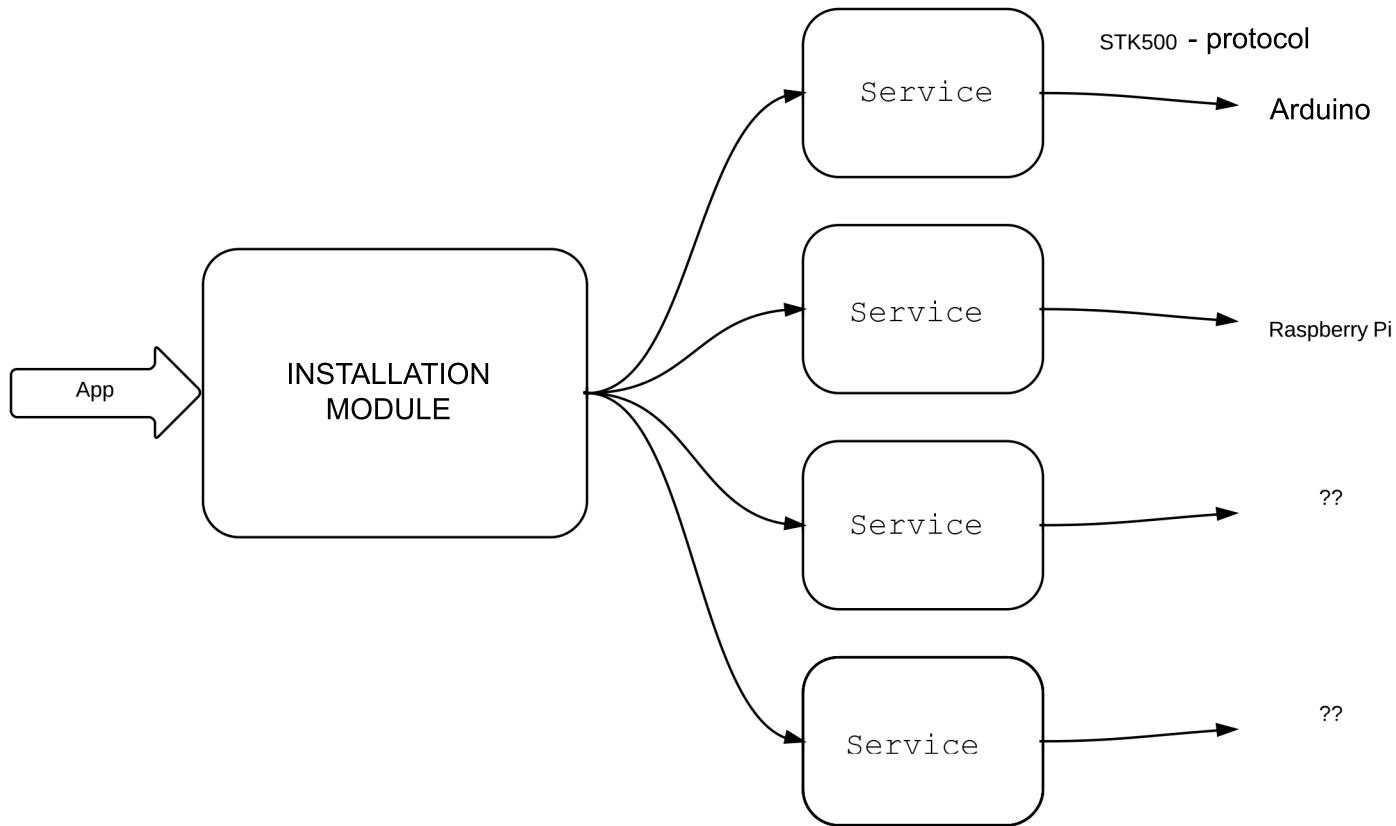 STK500 - protocol
Service
Arduino
Service
Raspberry Pi
App
INSTALLATION
MODULE
Service
??
Service
??